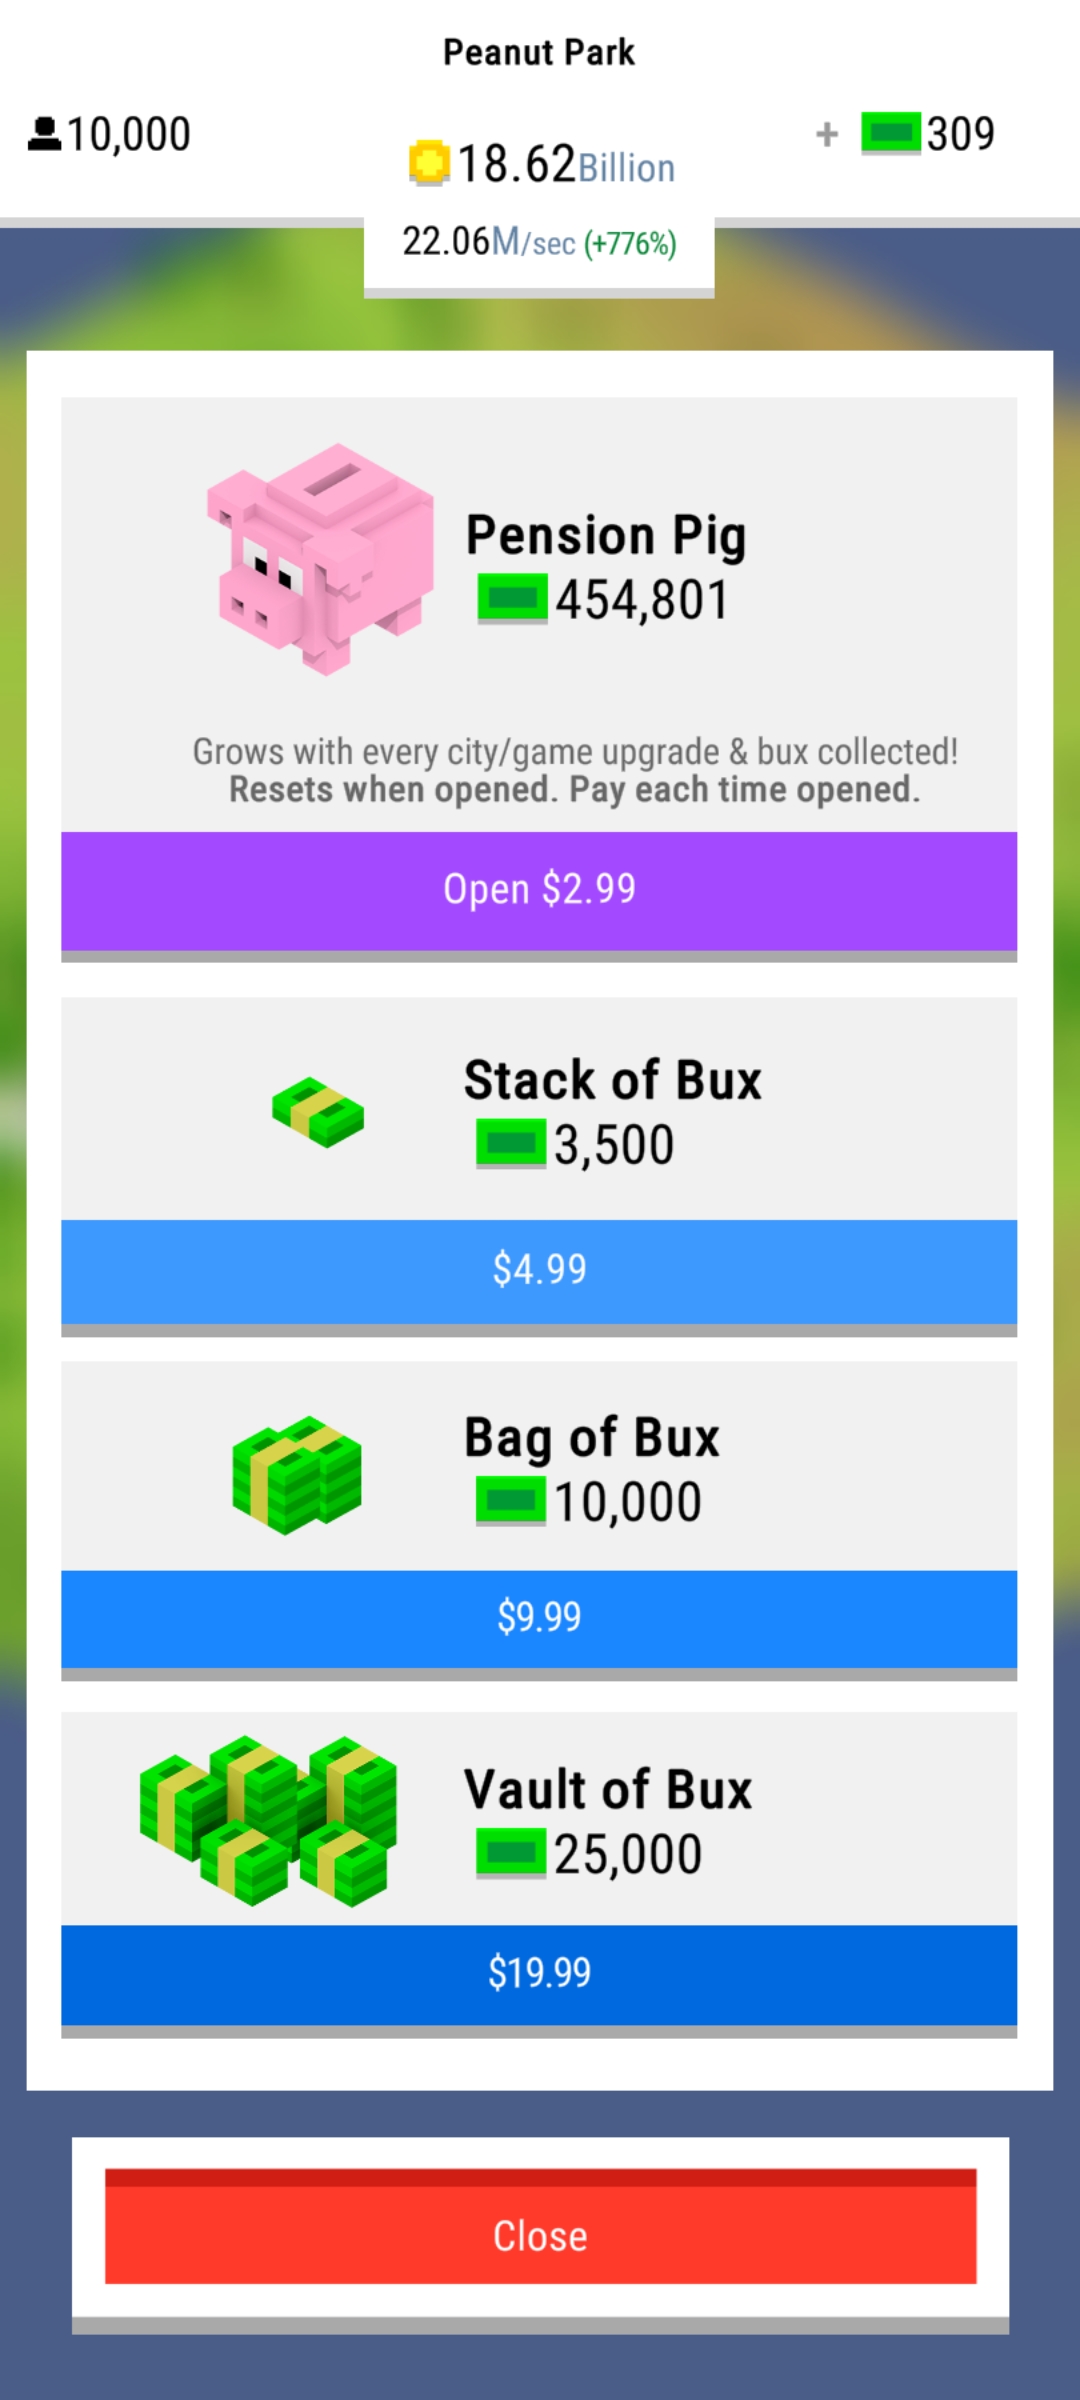 Peanut Park
10,000
18.62Billion
+ 309
22.06M/sec (+776%)
Pension Pig
454,801
Grows with every city/game upgrade & bux collected!
Resets when opened. Pay each time opened.
Open $2.99
Stack of Bux
3,500
$4.99
Bag of Bux
10,000
$9.99
Vault of Bux
25,000
$19.99
Close